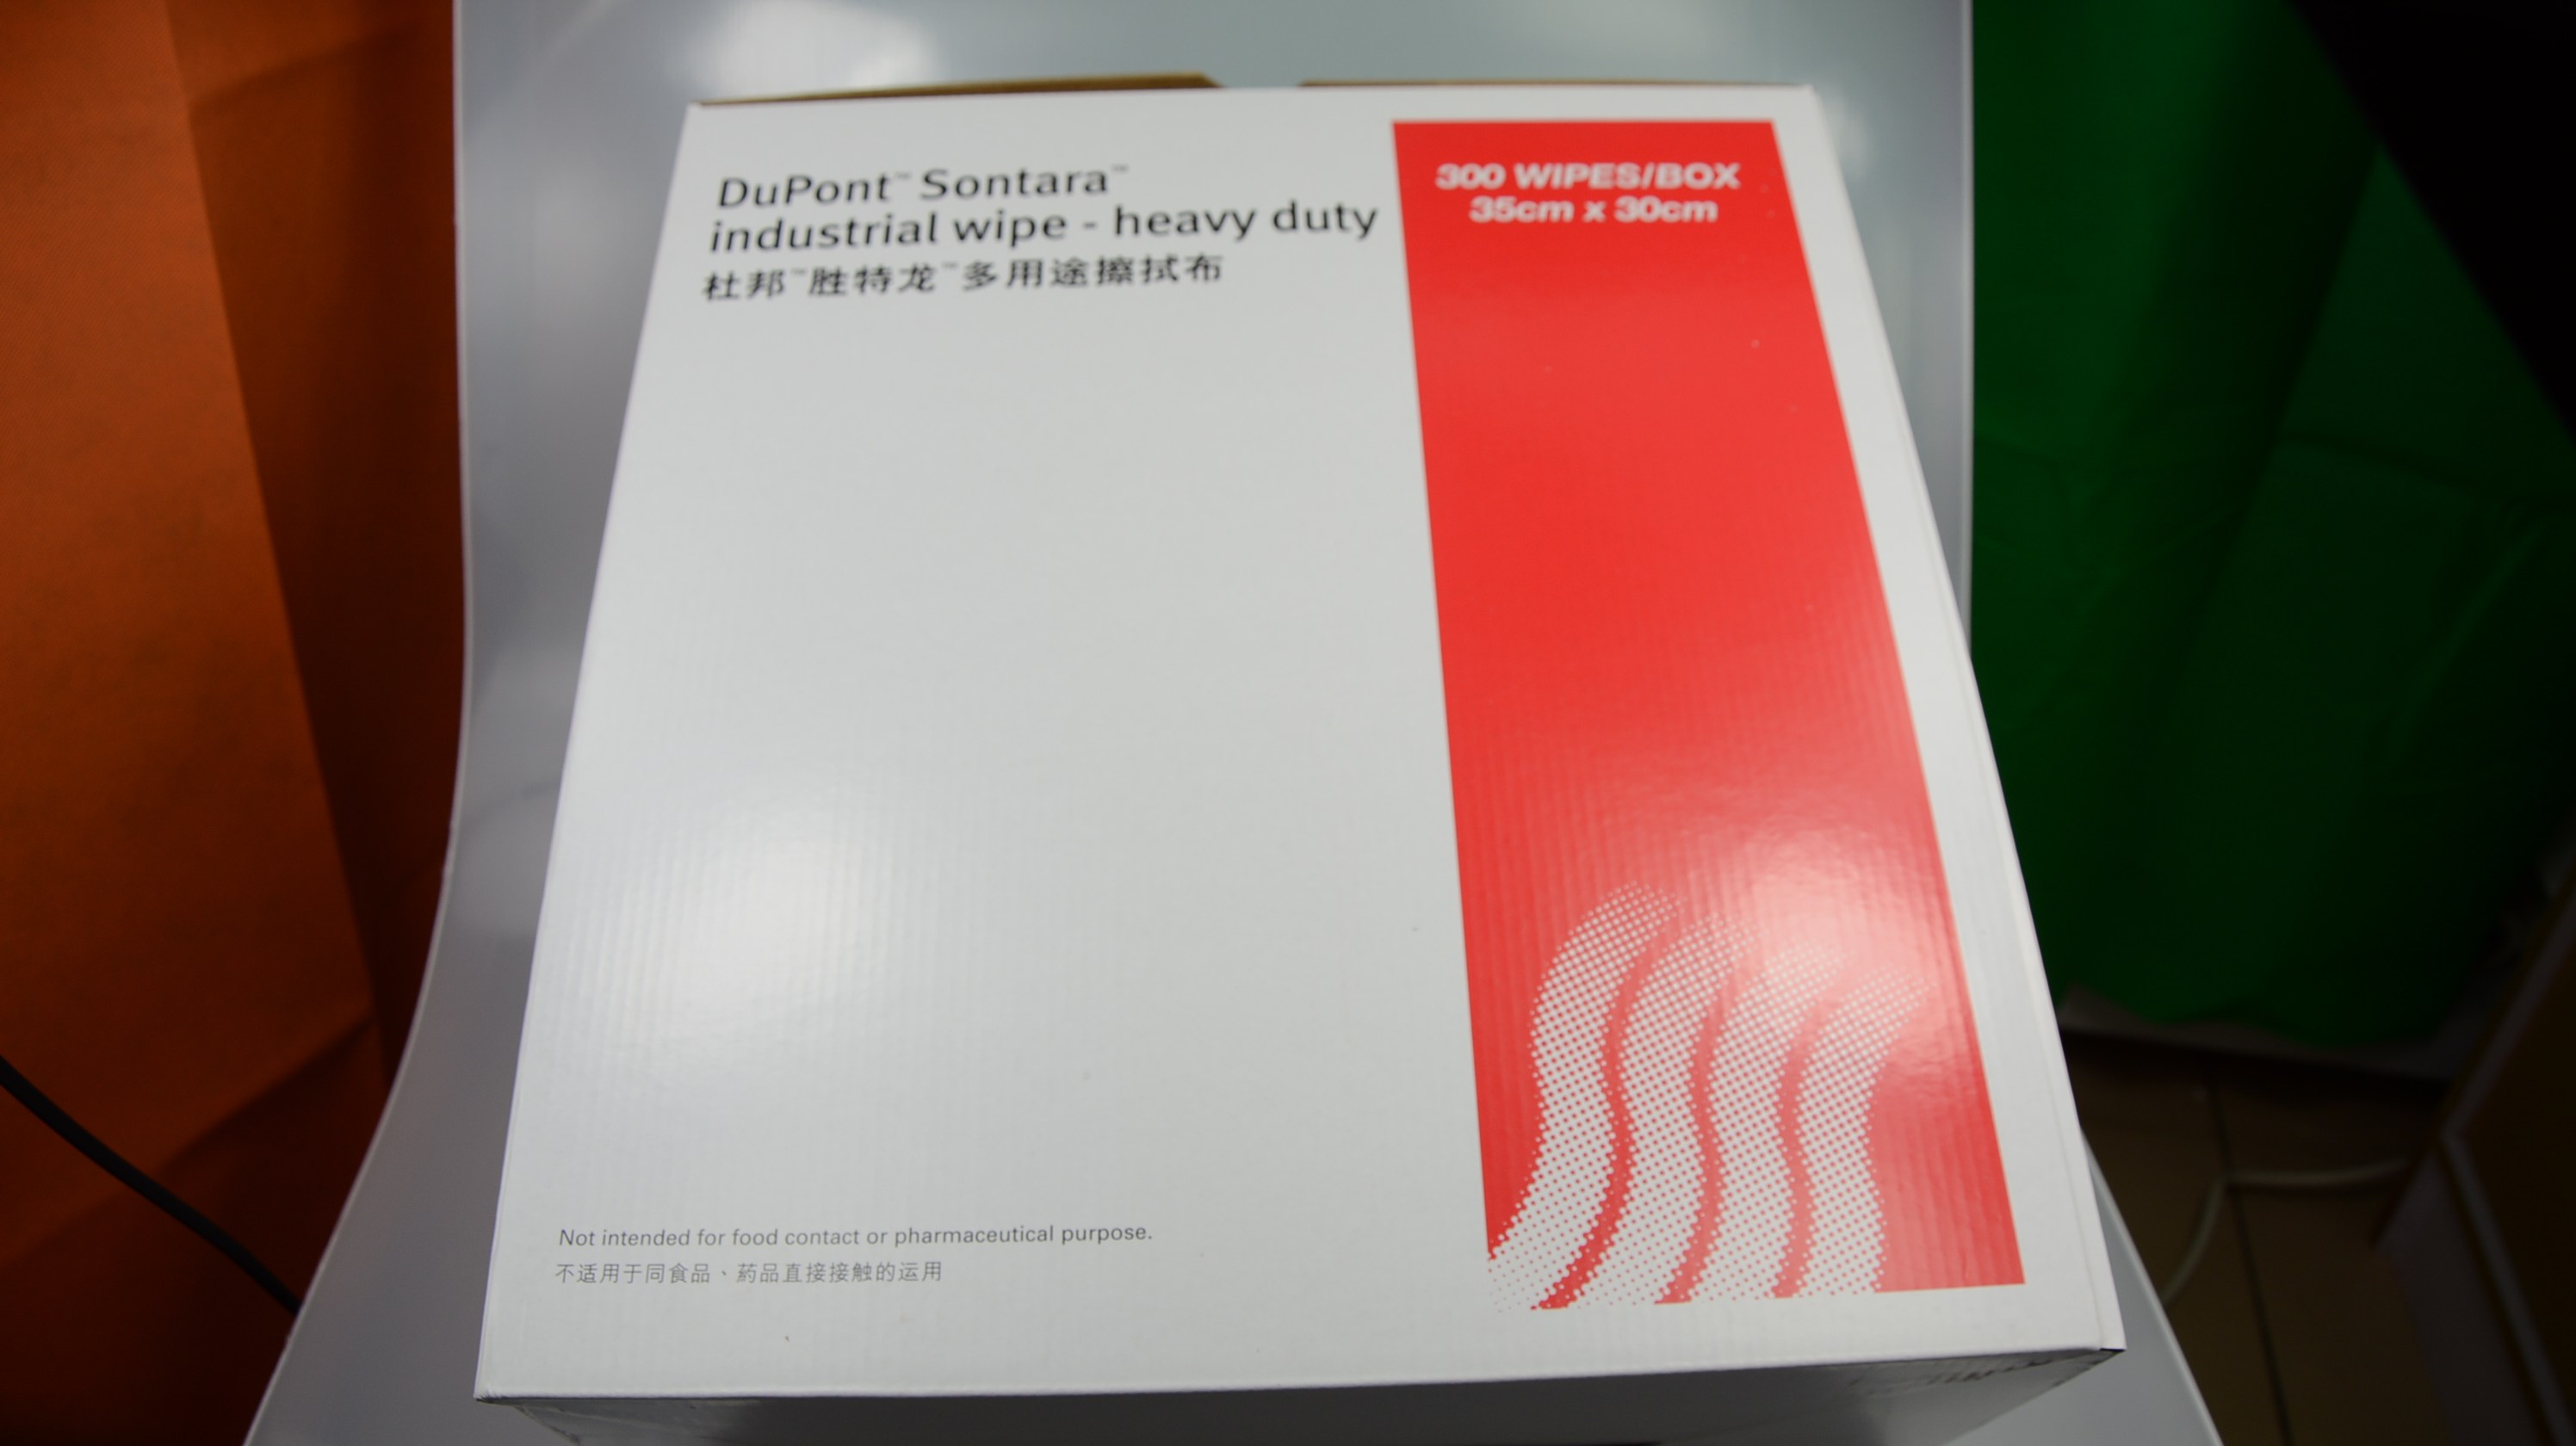 DuPont™ Sontara™
industrial wipe - heavy duty
杜邦™胜特龙™多用途擦拭布
300 WIPES/BOX
35cm x 30cm
Not intended for food contact or pharmaceutical purpose.
不适用于同食品、药品直接接触的运用